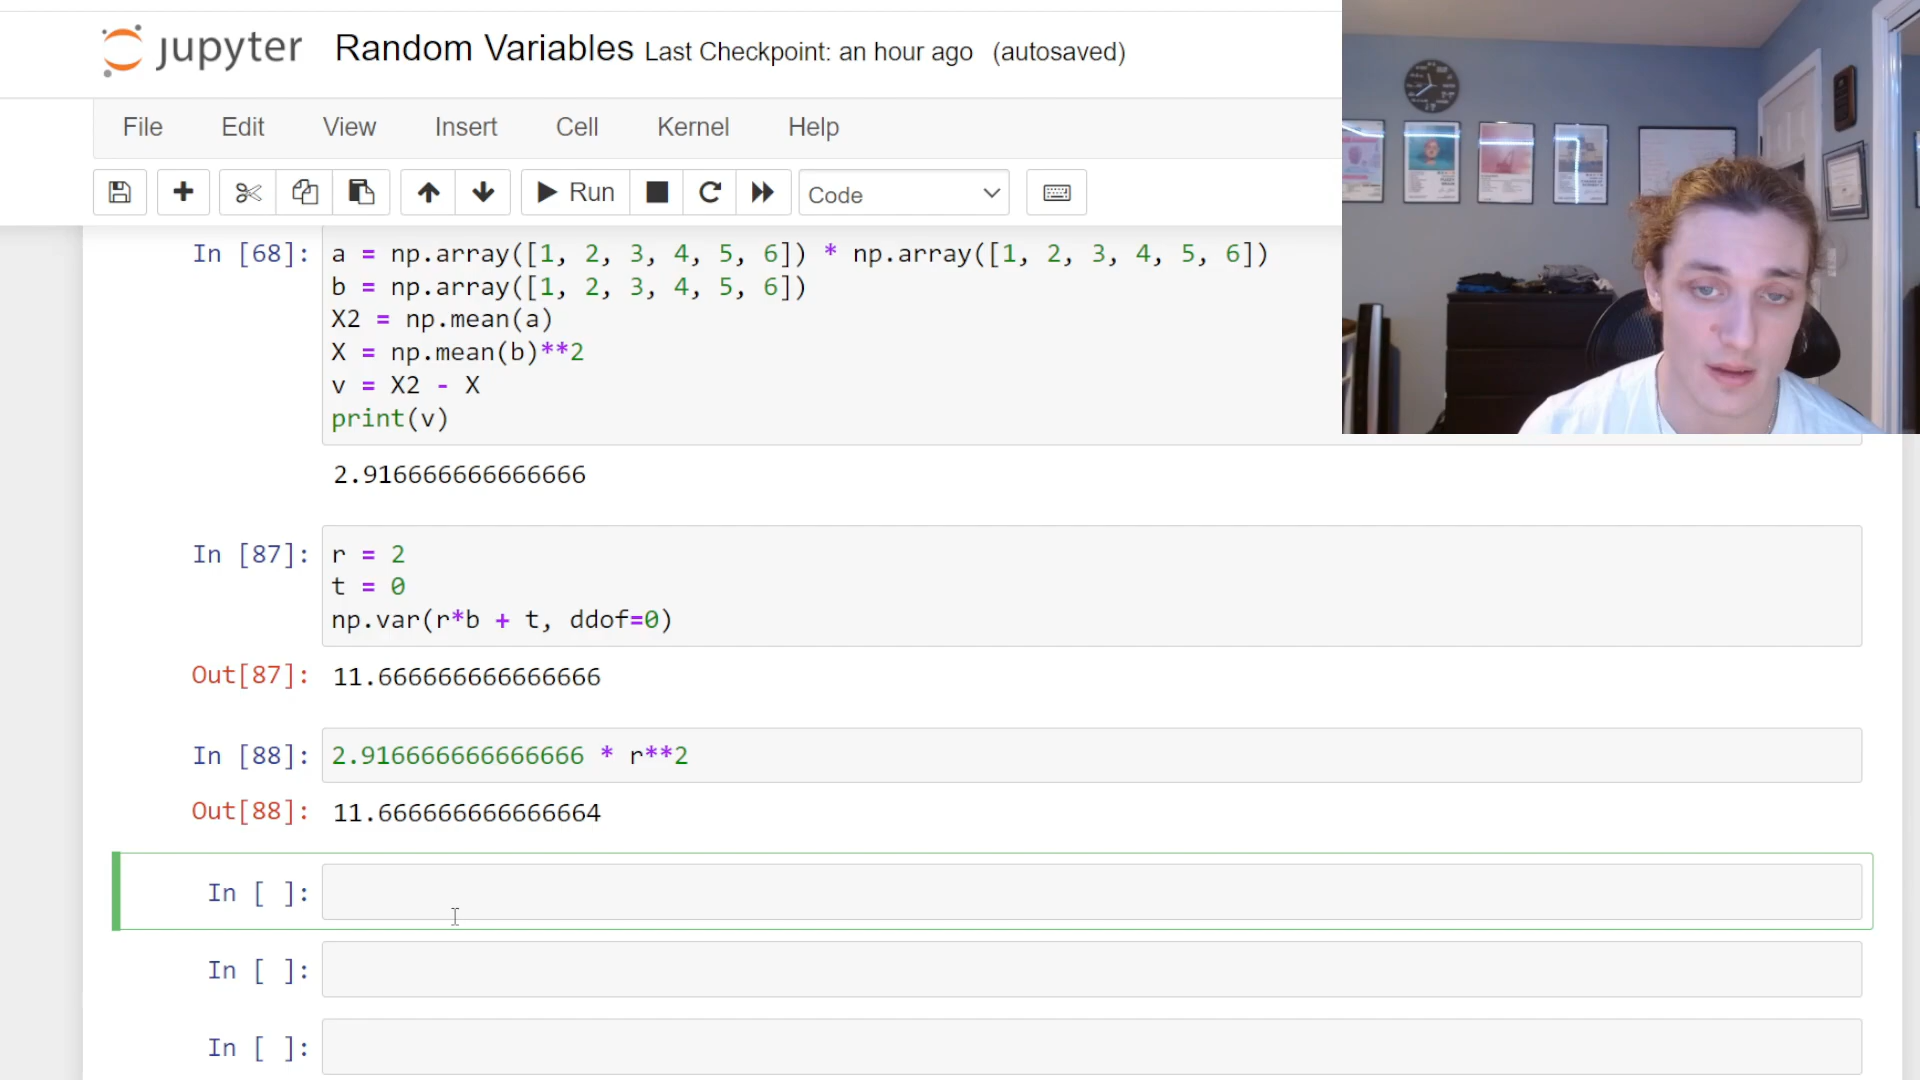 jupyter Random Variables Last Checkpoint: an hour ago (autosaved)
File Edit View Insert Cell Kernel Help
Run Code
In [68]: a = np.array([1, 2, 3, 4, 5, 6]) * np.array([1, 2, 3, 4, 5, 6])
b = np.array([1, 2, 3, 4, 5, 6])
X2 = np.mean(a)
X = np.mean(b)**2
v = X2 - X
print(v)
2.916666666666666
In [87]: r = 2
t = 0
np.var(r*b + t, ddof=0)
Out[87]: 11.666666666666666
In [88]: 2.916666666666666 * r**2
Out[88]: 11.666666666666664
In [ ]:
In [ ]:
In [ ]: